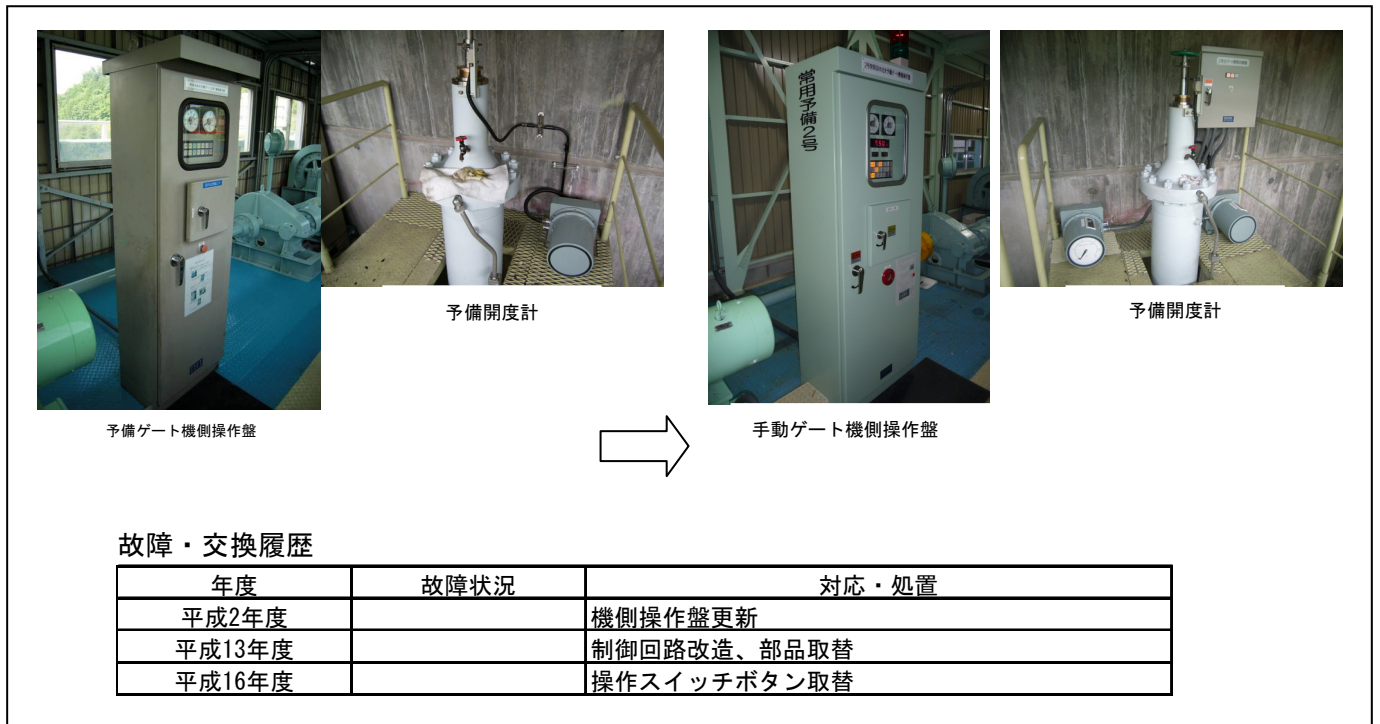 常用予備2号
予備開度計
予備開度計
予備ゲート機側操作盤
手動ゲート機側操作盤
故障・交換履歴
年度 故障状況 対応・処置
平成2年度 機側操作盤更新
平成13年度 制御回路改造、部品取替
平成16年度 操作スイッチボタン取替